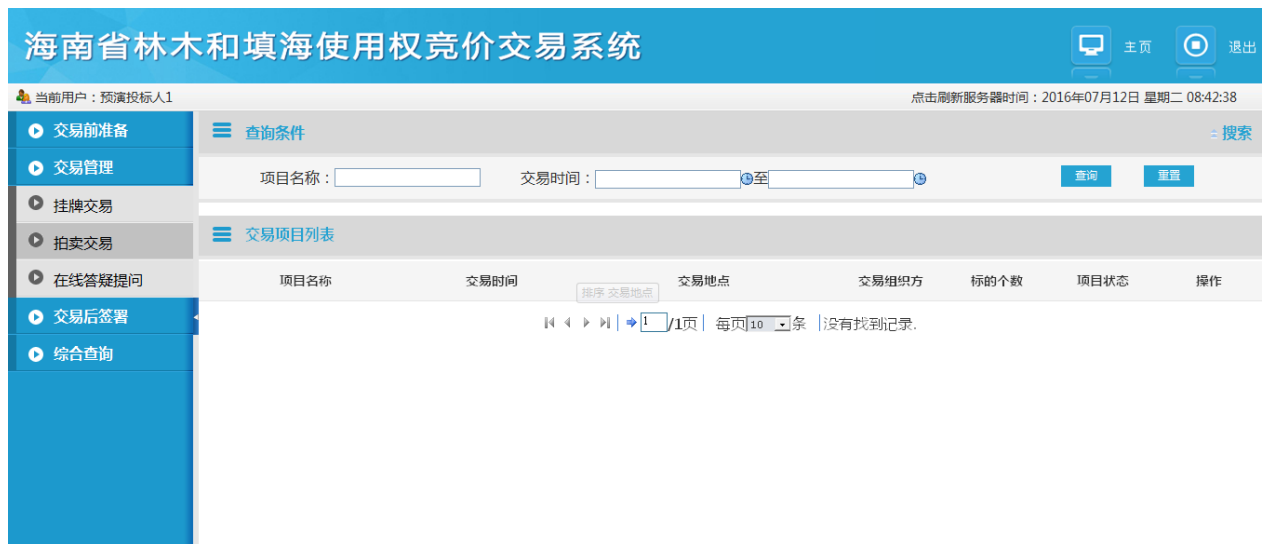 海南省林木和填海使用权竞价交易系统
主页
退出
当前用户：预演投标人1
点击刷新服务器时间：2016年07月12日 星期二 08:42:38
交易前准备
交易管理
挂牌交易
拍卖交易
在线答疑提问
交易后签署
综合查询
查询条件
搜索
项目名称：
交易时间：
至
查询
重置
交易项目列表
项目名称 交易时间 交易地点 交易组织方 标的个数 项目状态 操作
排序 交易地点
1 /1页 每页 10 条 没有找到记录.